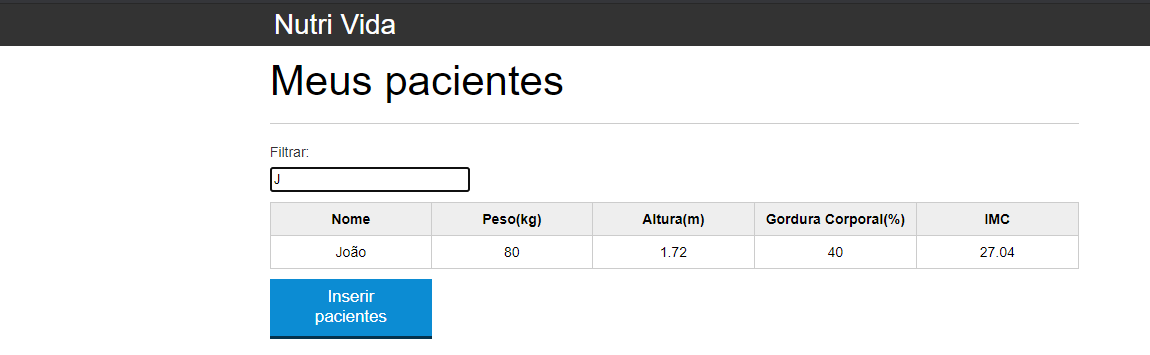 Nutri Vida
Meus pacientes
Filtrar:
J
Nome Peso(kg) Altura(m) Gordura Corporal(%) IMC
João 80 1.72 40 27.04
Inserir
pacientes